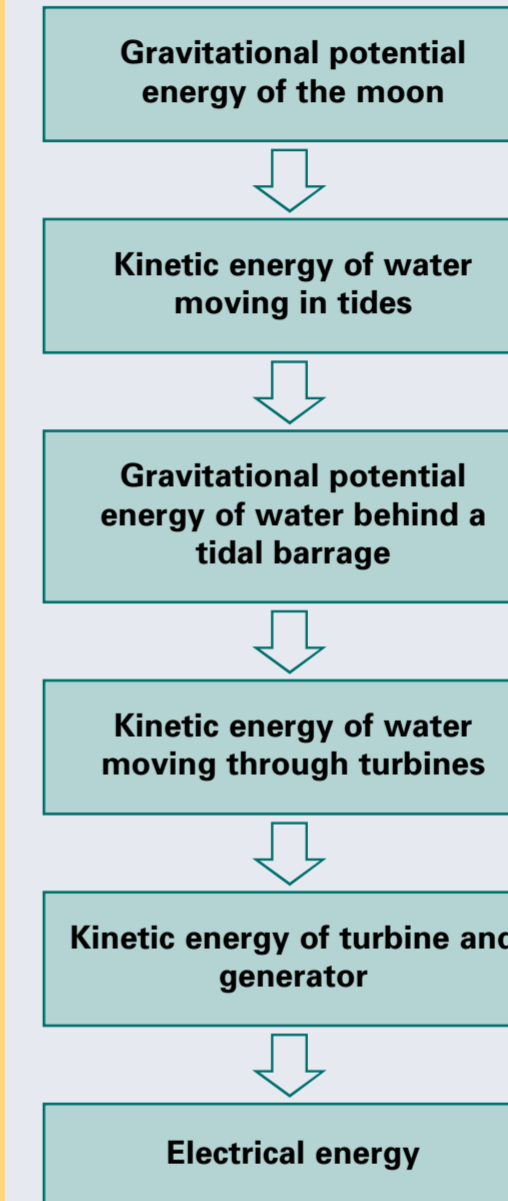 Gravitational potential
energy of the moon
Kinetic energy of water
moving in tides
Gravitational potential
energy of water behind a
tidal barrage
Kinetic energy of water
moving through turbines
Kinetic energy of turbine and
generator
Electrical energy